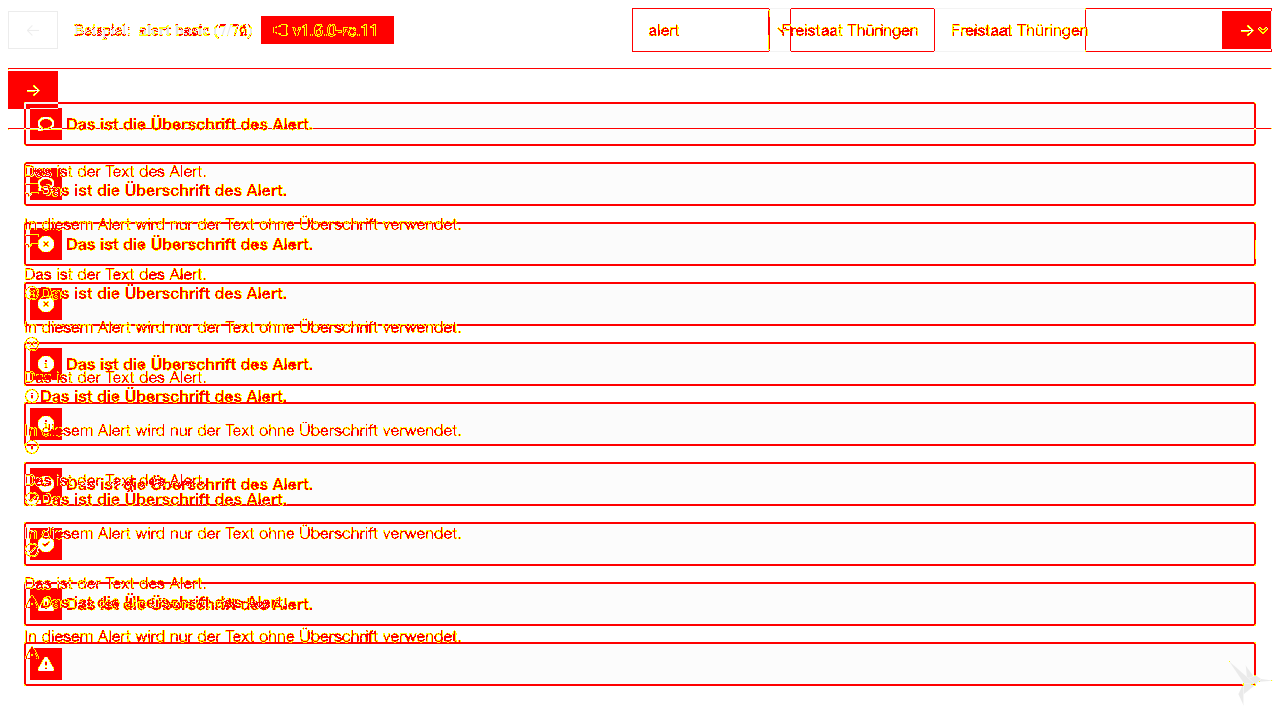 Beispiel: alert basic v1.6.0-rc.11 alert Freistaat Thüringen Freistaat Thüringen
Das ist die Überschrift des Alert.
Das ist der Text des Alert.
Das ist die Überschrift des Alert.
In diesem Alert wird nur der Text ohne Überschrift verwendet.
Das ist die Überschrift des Alert.
Das ist der Text des Alert.
Das ist die Überschrift des Alert.
In diesem Alert wird nur der Text ohne Überschrift verwendet.
Das ist die Überschrift des Alert.
Das ist der Text des Alert.
Das ist die Überschrift des Alert.
In diesem Alert wird nur der Text ohne Überschrift verwendet.
Das ist der Text des Alert.
Das ist die Überschrift des Alert.
Das ist die Überschrift des Alert.
In diesem Alert wird nur der Text ohne Überschrift verwendet.
Das ist der Text des Alert.
Das ist die Überschrift des Alert.
Das ist die Überschrift des Alert.
In diesem Alert wird nur der Text ohne Überschrift verwendet.